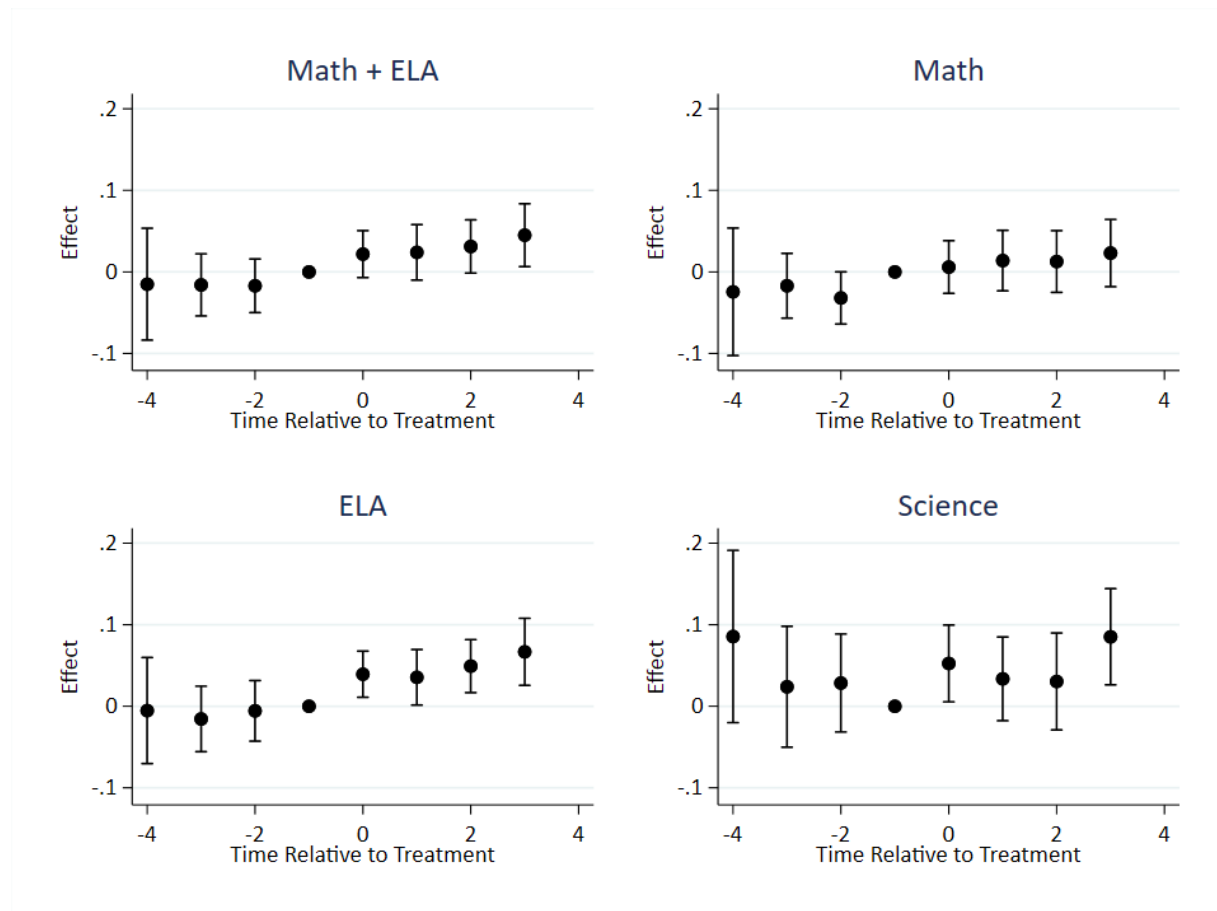 Math + ELA
.2
.1
0
-.1
Effect
-4 -2 0 2 4
Time Relative to Treatment
Math
.2
.1
0
-.1
Effect
-4 -2 0 2 4
Time Relative to Treatment
ELA
.2
.1
0
-.1
Effect
-4 -2 0 2 4
Time Relative to Treatment
Science
.2
.1
0
-.1
Effect
-4 -2 0 2 4
Time Relative to Treatment